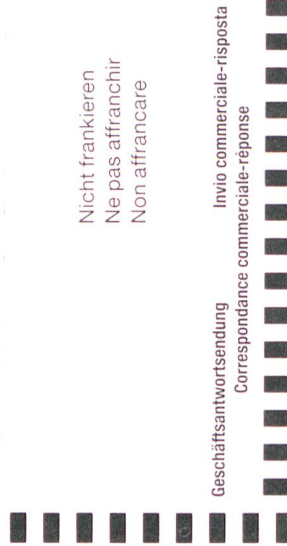 Nicht frankieren
Ne pas affranchir
Non affrancare
Geschäftsantwortsendung Invio commerciale-risposta
Correspondance commerciale-réponse